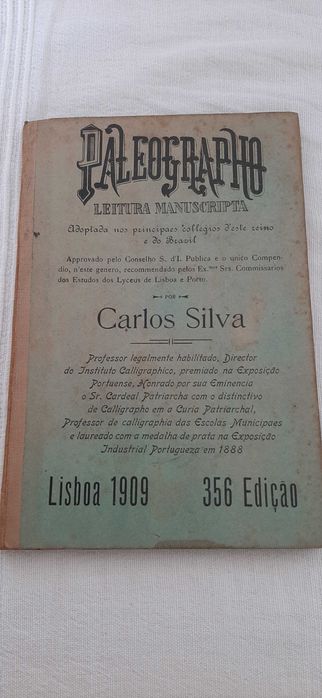 PALEOGRAPHO
LEITURA MANUSCRIPTA
Adoptada nos principaes collegios d'este reino
e do Brazil
Approvado pelo Conselho S. d'I. Publica e o unico Compen-
dio, n'este genero, recommendado pelos Ex.mos Srs. Commissarios
dos Estudos dos Lyceus de Lisboa e Porto.
POR
Carlos Silva
Professor legalmente habilitado, Director
do Instituto Calligraphico, premiado na Exposição
Portuense, Honrado por sua Eminencia
o Sr. Cardeal Patriarcha com o distinctivo
de Calligrapho em a Curia Patriarchal,
Professor de calligraphia das Escolas Municipaes
e laureado com a medalha de prata na Exposição
Industrial Portugueza em 1888
Lisboa 1909 356 Edição